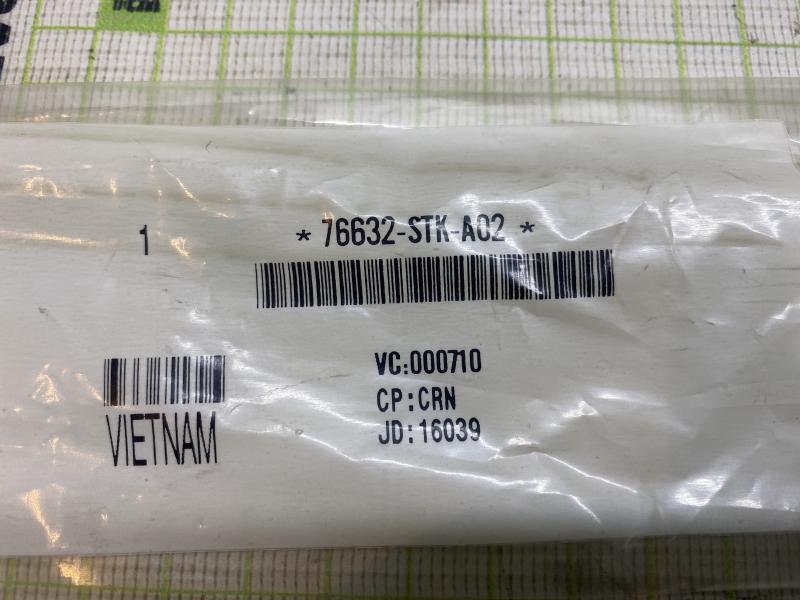 1
* 76632-STK-A02 *
VC:000710
CP:CRN
JD:16039
VIETNAM